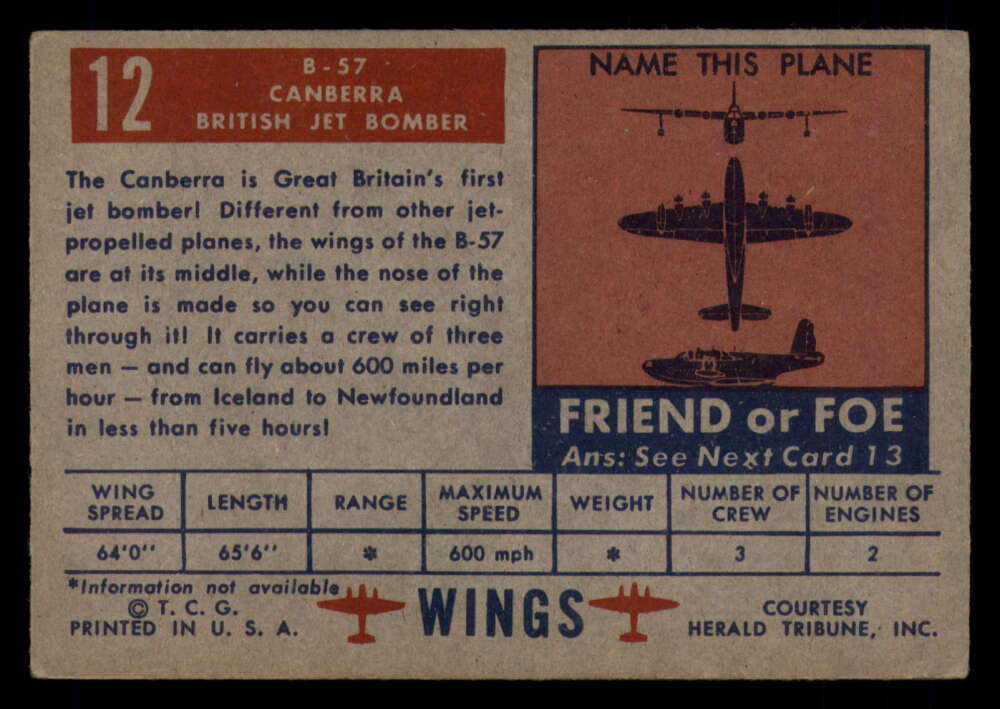 12
B-57
CANBERRA
BRITISH JET BOMBER
The Canberra is Great Britain's first
jet bomber! Different from other jet-
propelled planes, the wings of the B-57
are at its middle, while the nose of the
plane is made so you can see right
through it! It carries a crew of three
men — and can fly about 600 miles per
hour — from Iceland to Newfoundland
in less than five hours!
NAME THIS PLANE
FRIEND or FOE
Ans: See Next Card 13
WING SPREAD
LENGTH
RANGE
MAXIMUM SPEED
WEIGHT
NUMBER OF CREW
NUMBER OF ENGINES
64'0''
65'6''
*
600 mph
*
3
2
*Information not available
© T. C. G.
PRINTED IN U. S. A.
WINGS
COURTESY
HERALD TRIBUNE, INC.